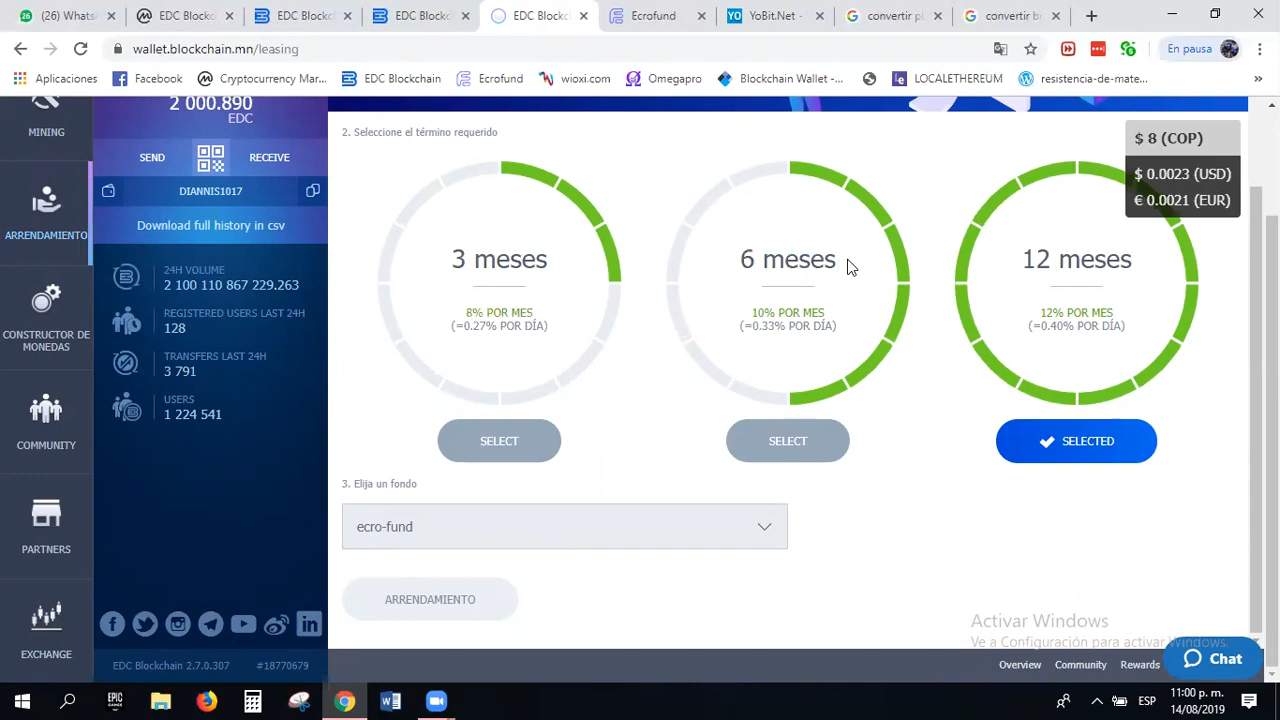 (26) Whats
EDC Block
EDC Block
EDC Block
EDC Block
Ecrofund
YoBit.Net -
convertir p
convertir b
wallet.blockchain.mn/leasing
En pausa
Aplicaciones
Facebook
Cryptocurrency Mar...
EDC Blockchain
Ecrofund
wioxi.com
Omegapro
Blockchain Wallet -...
LOCALETHEREUM
resistencia-de-mate...
MINING
ARRENDAMIENTO
CONSTRUCTOR DE MONEDAS
COMMUNITY
PARTNERS
EXCHANGE
2 000.890
EDC
SEND
RECEIVE
DIANNIS1017
Download full history in csv
24H VOLUME
2 100 110 867 229.263
REGISTERED USERS LAST 24H
128
TRANSFERS LAST 24H
3 791
USERS
1 224 541
EDC Blockchain 2.7.0.307
#18770679
2. Seleccione el término requerido
$ 8 (COP)
$ 0.0023 (USD)
€ 0.0021 (EUR)
3 meses
8% POR MES
(=0.27% POR DÍA)
SELECT
6 meses
10% POR MES
(=0.33% POR DÍA)
SELECT
12 meses
12% POR MES
(=0.40% POR DÍA)
SELECTED
3. Elija un fondo
ecro-fund
ARRENDAMIENTO
Activar Windows
Ve a Configuración para activar Windows.
Overview
Community
Rewards
Chat
EPIC GAMES
ESP
11:00 p. m.
14/08/2019